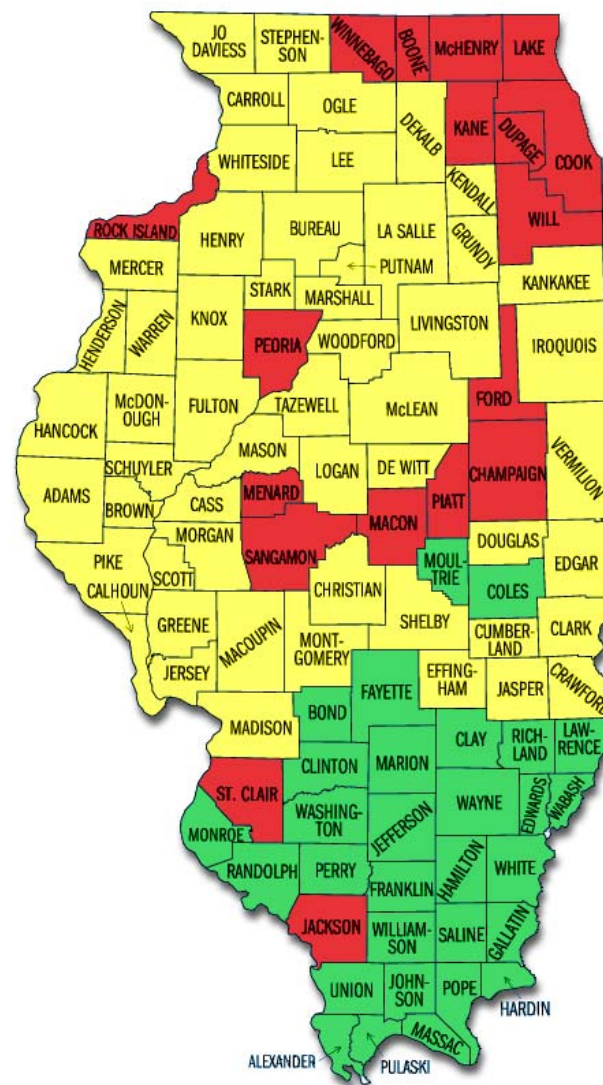 JO
DAVIESS
STEPHEN-
SON
WINNEBAGO
BOONE
McHENRY
LAKE
CARROLL
OGLE
DEKALB
KANE
DUPAGE
COOK
WHITESIDE
LEE
KENDALL
WILL
ROCK ISLAND
HENRY
BUREAU
LA SALLE
GRUNDY
MERCER
PUTNAM
KANKAKEE
STARK
MARSHALL
HENDERSON
WARREN
KNOX
PEORIA
WOODFORD
LIVINGSTON
IROQUOIS
FORD
HANCOCK
McDON-
OUGH
FULTON
TAZEWELL
McLEAN
SCHUYLER
MASON
LOGAN
DE WITT
CHAMPAIGN
VERMILION
ADAMS
BROWN
CASS
MENARD
MACON
PIATT
PIKE
MORGAN
SANGAMON
MOUL-
TRIE
DOUGLAS
EDGAR
CALHOUN
SCOTT
CHRISTIAN
COLES
GREENE
MACOUPIN
MONT-
GOMERY
SHELBY
CUMBER-
LAND
CLARK
JERSEY
EFFING-
HAM
JASPER
CRAWFORD
MADISON
BOND
FAYETTE
CLAY
RICH-
LAND
LAW-
RENCE
ST. CLAIR
CLINTON
MARION
WAYNE
EDWARDS
WABASH
MONROE
WASHING-
TON
JEFFERSON
RANDOLPH
PERRY
FRANKLIN
HAMILTON
WHITE
JACKSON
WILLIAM-
SON
SALINE
GALLATIN
UNION
JOHN-
SON
POPE
HARDIN
MASSAC
ALEXANDER
PULASKI